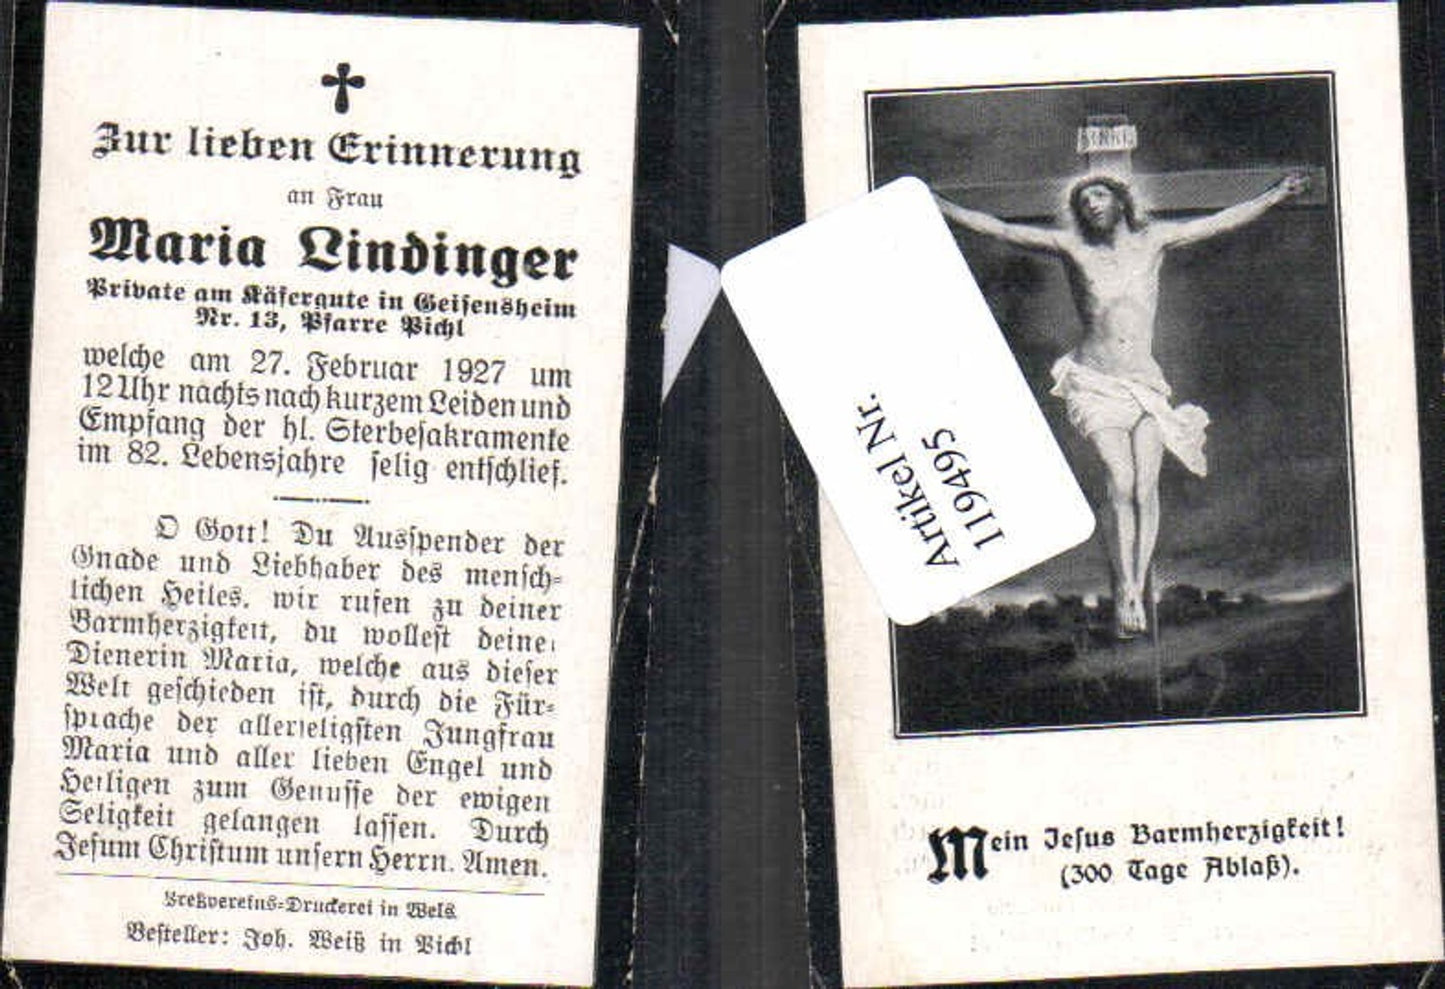 Zur lieben Erinnerung
an Frau
Maria Lindinger
Private am Käfergute in Geisensheim
Nr. 13, Pfarre Pichl
welche am 27. Februar 1927 um
12 Uhr nachts nach kurzem Leiden und
Empfang der hl. Sterbesakramente
im 82. Lebensjahre selig entschlief.
O Gott! Du Ausspender der
Gnade und Liebhaber des mensch-
lichen Heiles, wir rufen zu deiner
Barmherzigkeit, du wollest deiner
Dienerin Maria, welche aus dieser
Welt geschieden ist, durch die Für-
sprache der allerseligsten Jungfrau
Maria und aller lieben Engel und
Heiligen zum Genusse der ewigen
Seligkeit gelangen lassen. Durch
Jesum Christum unsern Herrn. Amen.
Preßvereins-Druckerei in Wels
Besteller: Joh. Weiß in Pichl
Artikel Nr.
119495
Mein Jesus Barmherzigkeit!
(300 Tage Ablaß).